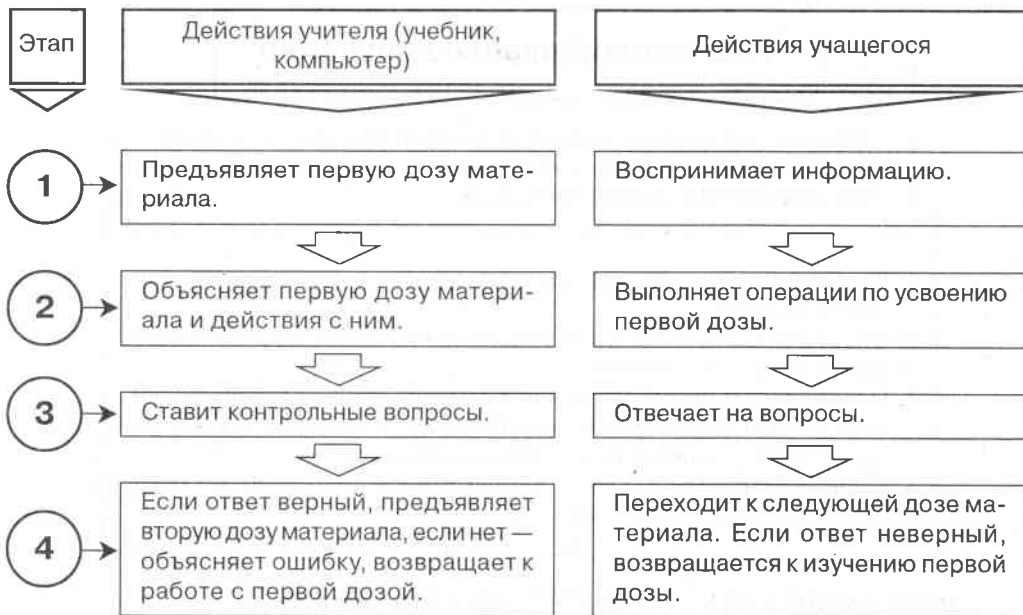 Этап
Действия учителя (учебник,
компьютер)
Действия учащегося
1
Предъявляет первую дозу мате-
риала.
Воспринимает информацию.
2
Объясняет первую дозу матери-
ала и действия с ним.
Выполняет операции по усвоению
первой дозы.
3
Ставит контрольные вопросы.
Отвечает на вопросы.
4
Если ответ верный, предъявляет
вторую дозу материала, если нет —
объясняет ошибку, возвращает к
работе с первой дозой.
Переходит к следующей дозе ма-
териала. Если ответ неверный,
возвращается к изучению первой
дозы.